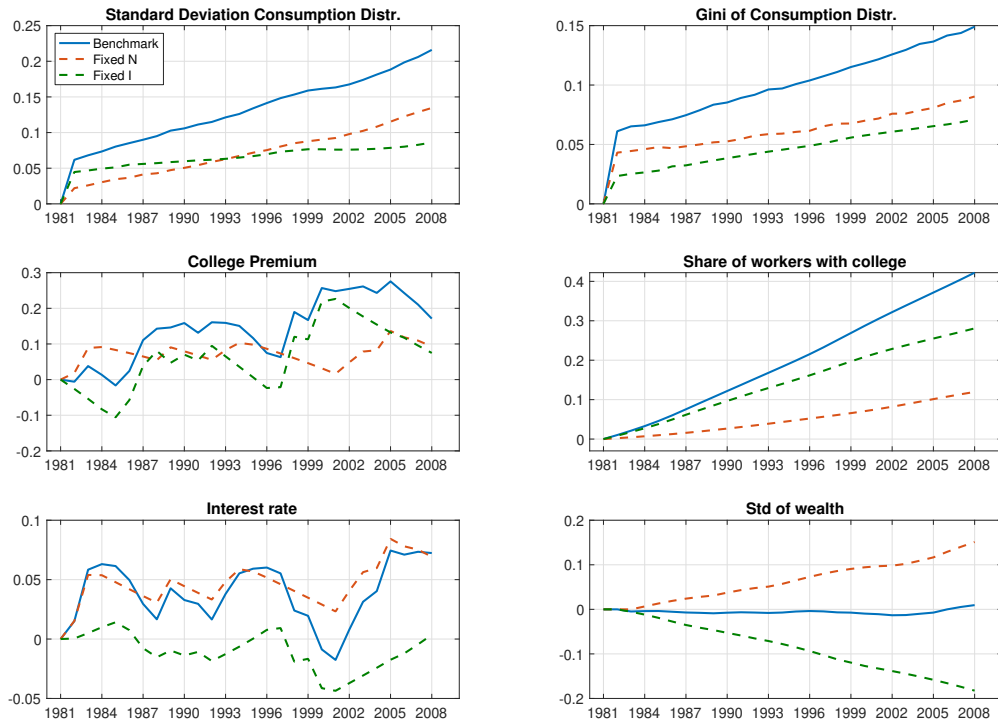 Standard Deviation Consumption Distr.
0.25
0.2
0.15
0.1
0.05
0
Benchmark
Fixed N
Fixed I
1981 1984 1987 1990 1993 1996 1999 2002 2005 2008
Gini of Consumption Distr.
0.15
0.1
0.05
0
1981 1984 1987 1990 1993 1996 1999 2002 2005 2008
College Premium
0.3
0.2
0.1
0
-0.1
-0.2
1981 1984 1987 1990 1993 1996 1999 2002 2005 2008
Share of workers with college
0.4
0.3
0.2
0.1
0
1981 1984 1987 1990 1993 1996 1999 2002 2005 2008
Interest rate
0.1
0.05
0
-0.05
1981 1984 1987 1990 1993 1996 1999 2002 2005 2008
Std of wealth
0.2
0.1
0
-0.1
-0.2
1981 1984 1987 1990 1993 1996 1999 2002 2005 2008